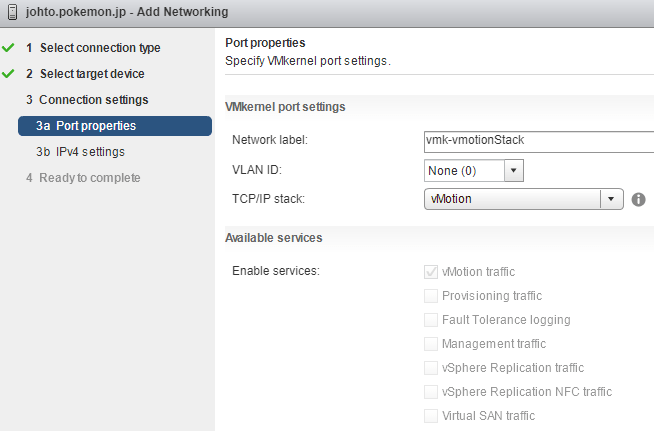 johto.pokemon.jp - Add Networking
1 Select connection type
2 Select target device
3 Connection settings
3a Port properties
3b IPv4 settings
4 Ready to complete
Port properties
Specify VMkernel port settings.
VMkernel port settings
Network label: vmk-vmotionStack
VLAN ID: None (0)
TCP/IP stack: vMotion
Available services
Enable services: vMotion traffic
Provisioning traffic
Fault Tolerance logging
Management traffic
vSphere Replication traffic
vSphere Replication NFC traffic
Virtual SAN traffic